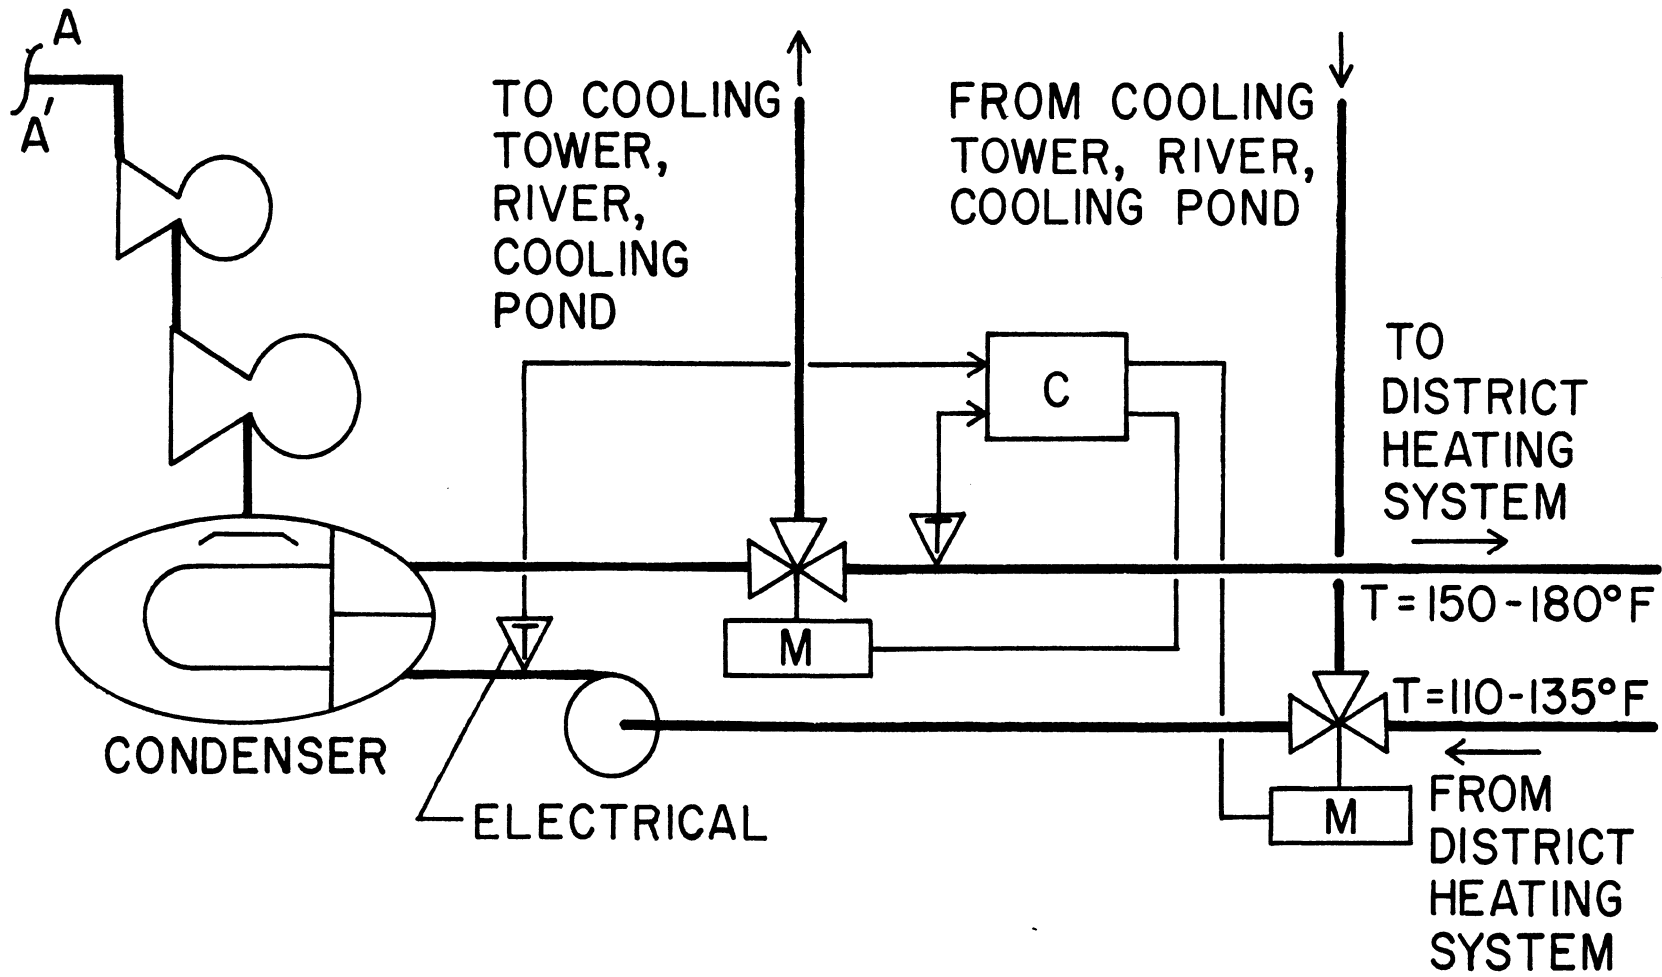 A
A'
TO COOLING
TOWER,
RIVER,
COOLING
POND
FROM COOLING
TOWER, RIVER,
COOLING POND
TO
DISTRICT
HEATING
SYSTEM
C
T
T=150-180°F
T
M
T=110-135°F
CONDENSER
ELECTRICAL
M
FROM
DISTRICT
HEATING
SYSTEM